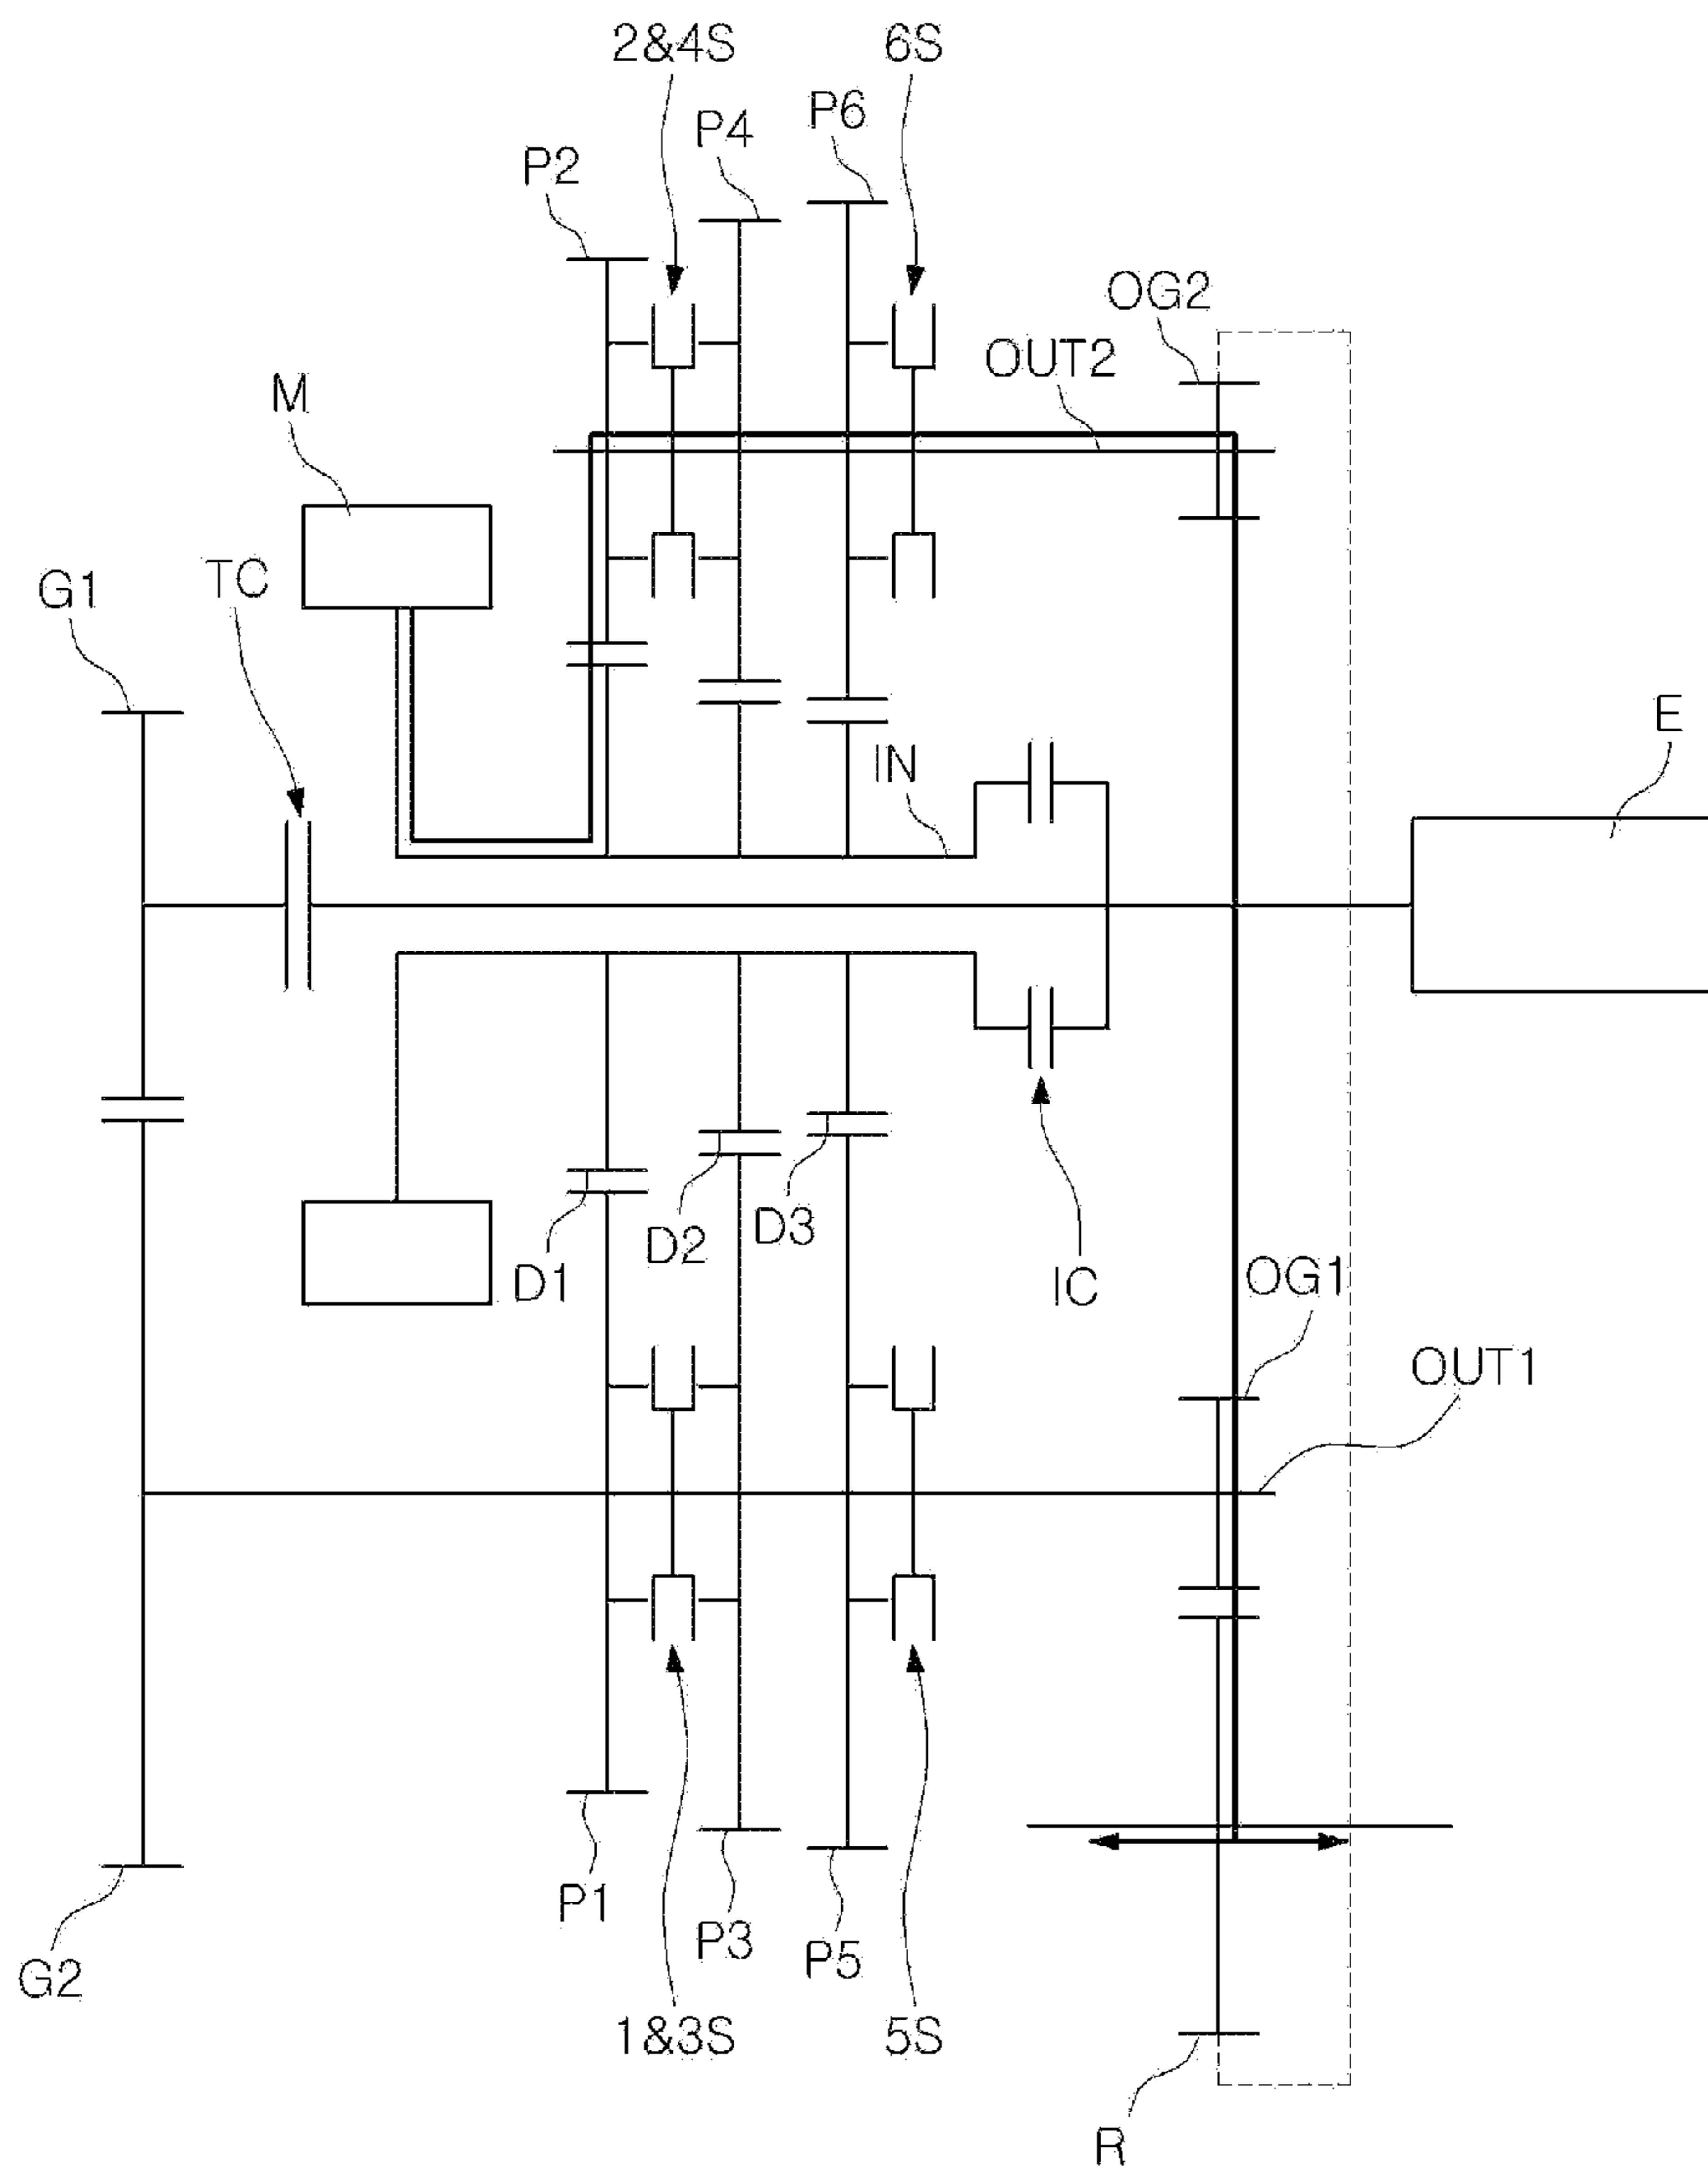 2&4S
6S
P6
P4
P2
OG2
OUT2
M
TC
G1
E
IN
D3
D2
D1
IC
OG1
OUT1
P1
P3
P5
G2
1&3S
5S
R